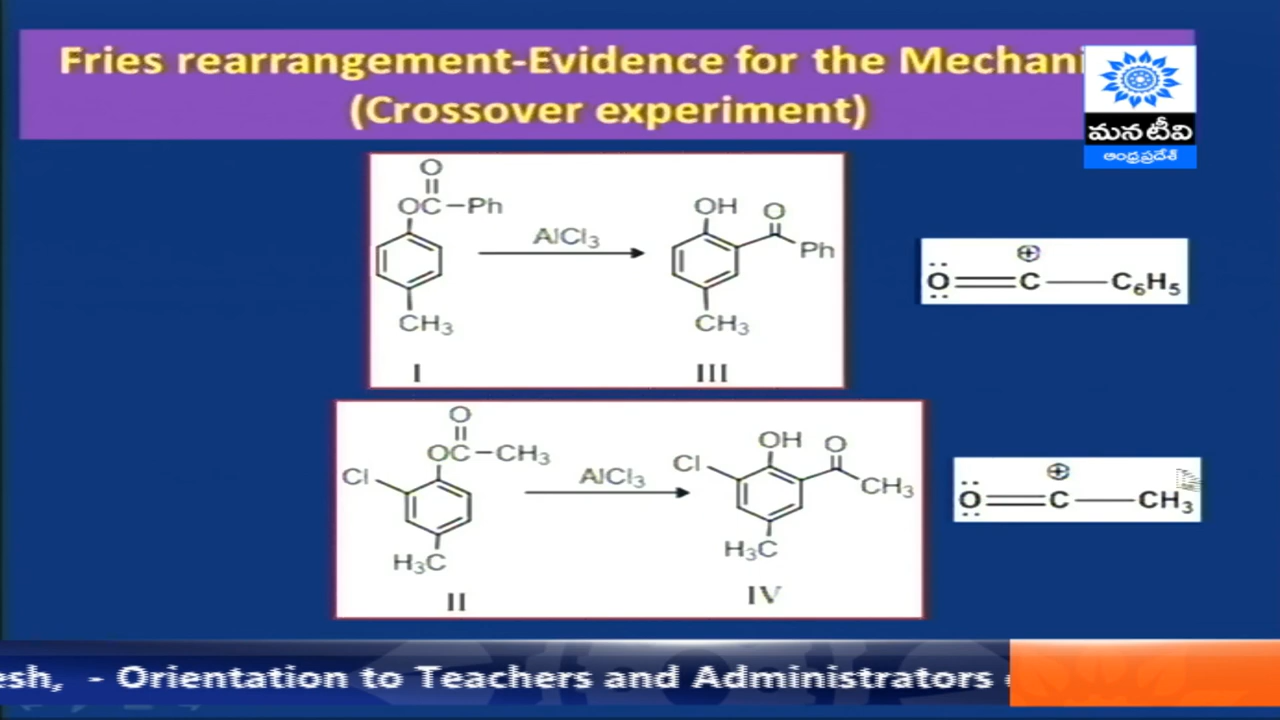 Fries rearrangement-Evidence for the Mechani
(Crossover experiment)
మన టీవి
ఆంధ్రప్రదేశ్
O
OC-Ph
AlCl3
CH3
I
OH
O
Ph
CH3
III
O=C-C6H5
O
OC-CH3
Cl
AlCl3
H3C
II
OH
O
Cl
CH3
H3C
IV
O=C-CH3
esh, - Orientation to Teachers and Administrators